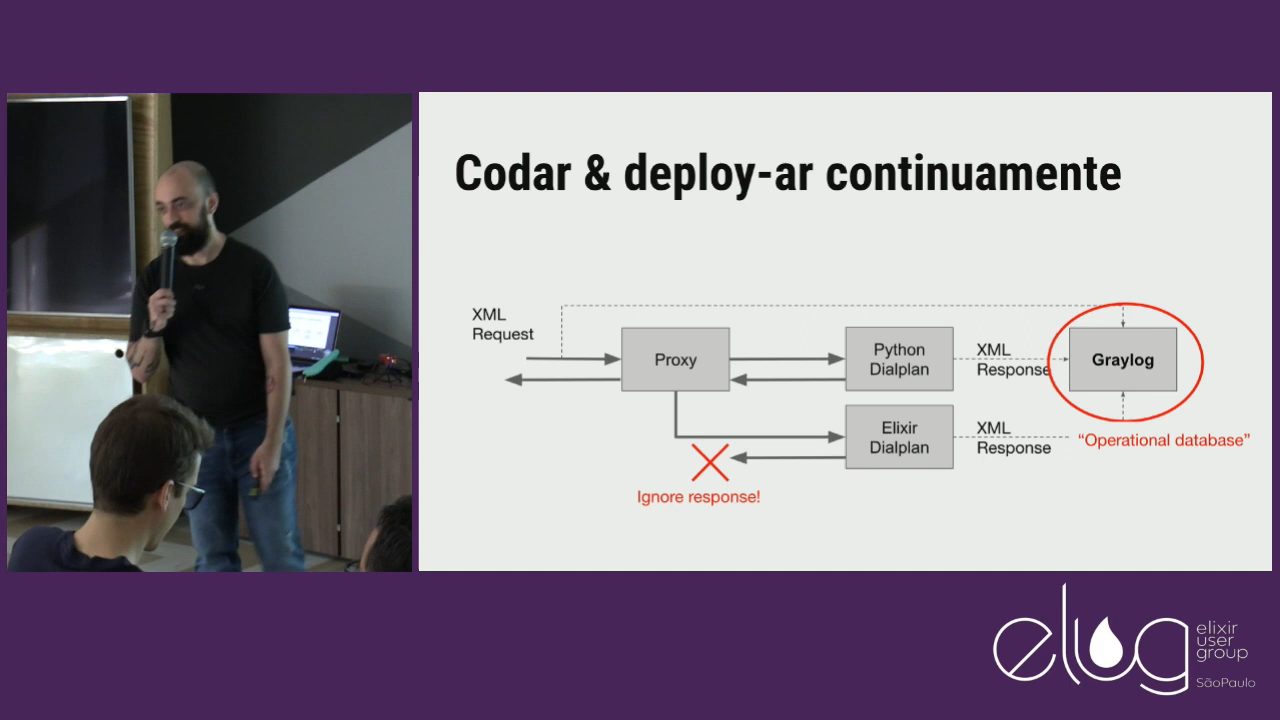 Codar & deploy-ar continuamente
XML
Request
Proxy
Python
Dialplan
XML
Response
Graylog
Elixir
Dialplan
XML
Response
“Operational database”
Ignore response!
elug
elixir
user
group
SãoPaulo